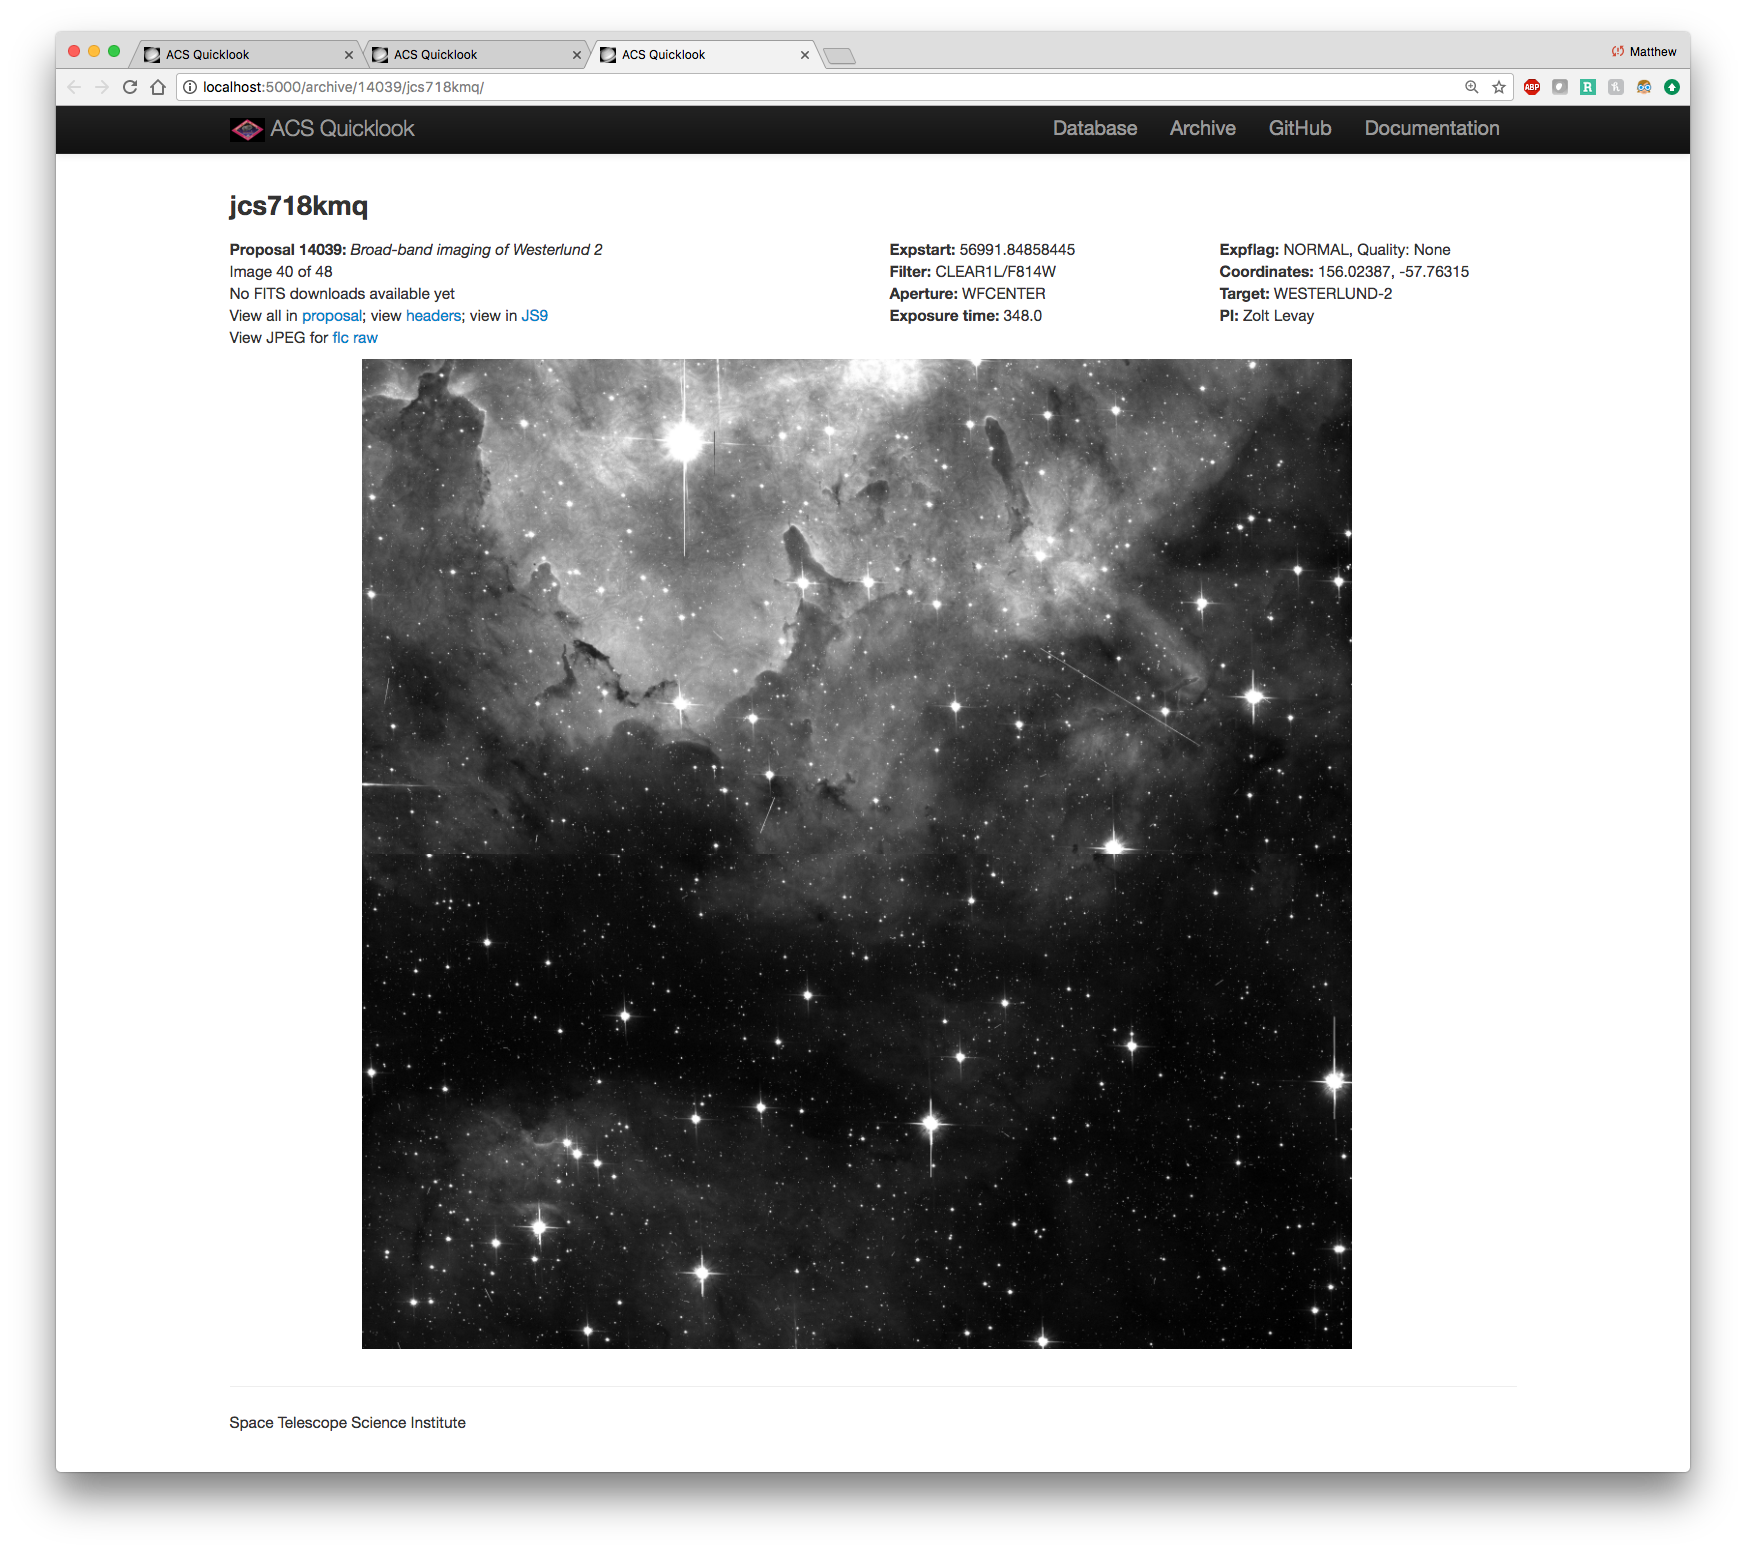 ACS Quicklook
ACS Quicklook
ACS Quicklook
Matthew
localhost:5000/archive/14039/jcs718kmq/
ABP
R
ACS Quicklook
Database Archive GitHub Documentation
jcs718kmq
Proposal 14039: Broad-band imaging of Westerlund 2
Image 40 of 48
No FITS downloads available yet
View all in proposal; view headers; view in JS9
View JPEG for flc raw
Expstart: 56991.84858445
Filter: CLEAR1L/F814W
Aperture: WFCENTER
Exposure time: 348.0
Expflag: NORMAL, Quality: None
Coordinates: 156.02387, -57.76315
Target: WESTERLUND-2
PI: Zolt Levay
Space Telescope Science Institute